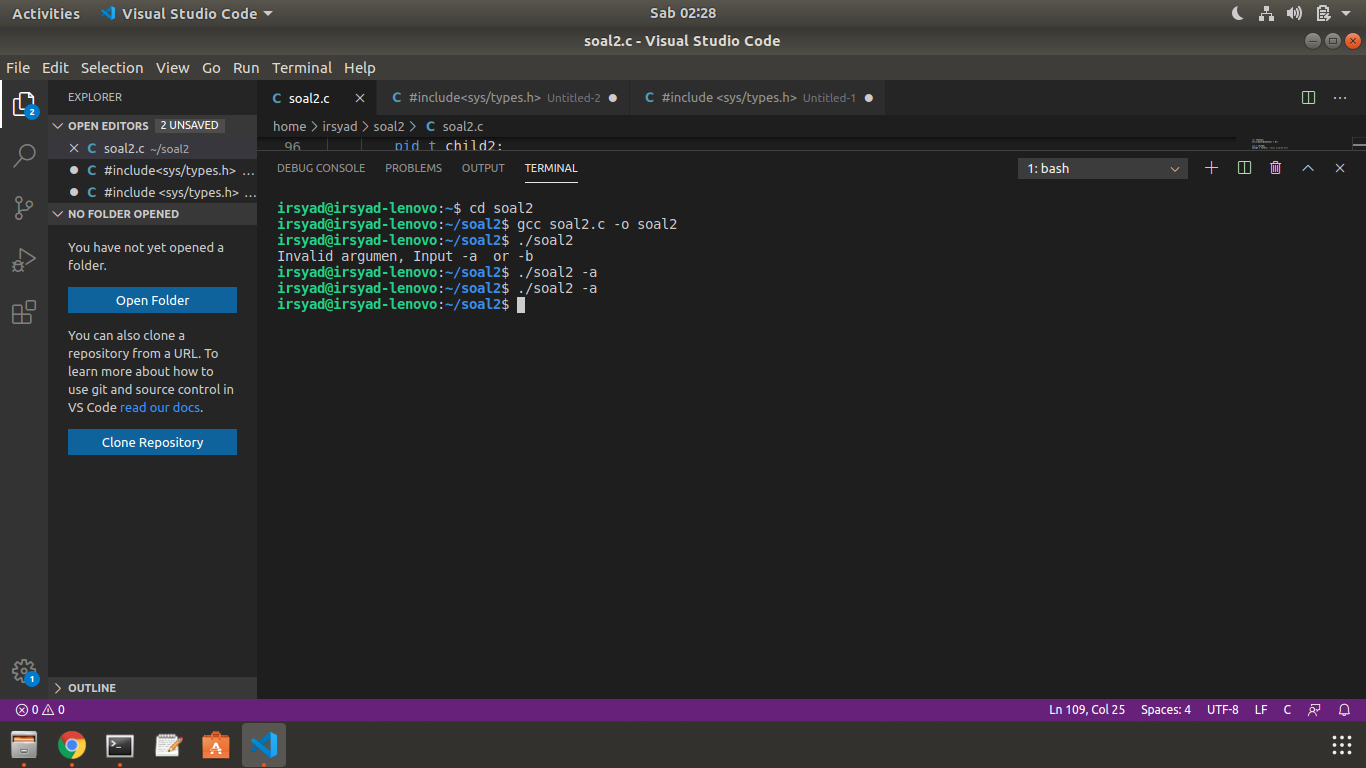 Activities Visual Studio Code Sab 02:28
soal2.c - Visual Studio Code
File Edit Selection View Go Run Terminal Help
EXPLORER
OPEN EDITORS 2 UNSAVED
soal2.c ~/soal2
#include<sys/types.h> ...
#include <sys/types.h> ...
NO FOLDER OPENED
You have not yet opened a
folder.
Open Folder
You can also clone a
repository from a URL. To
learn more about how to
use git and source control in
VS Code read our docs.
Clone Repository
OUTLINE
2
1
C soal2.c C #include<sys/types.h> Untitled-2 C #include <sys/types.h> Untitled-1
home > irsyad > soal2 > C soal2.c
96 pid_t child2;
DEBUG CONSOLE PROBLEMS OUTPUT TERMINAL 1: bash
irsyad@irsyad-lenovo:~$ cd soal2
irsyad@irsyad-lenovo:~/soal2$ gcc soal2.c -o soal2
irsyad@irsyad-lenovo:~/soal2$ ./soal2
Invalid argumen, Input -a  or -b
irsyad@irsyad-lenovo:~/soal2$ ./soal2 -a
irsyad@irsyad-lenovo:~/soal2$ ./soal2 -a
irsyad@irsyad-lenovo:~/soal2$
0 0 Ln 109, Col 25 Spaces: 4 UTF-8 LF C